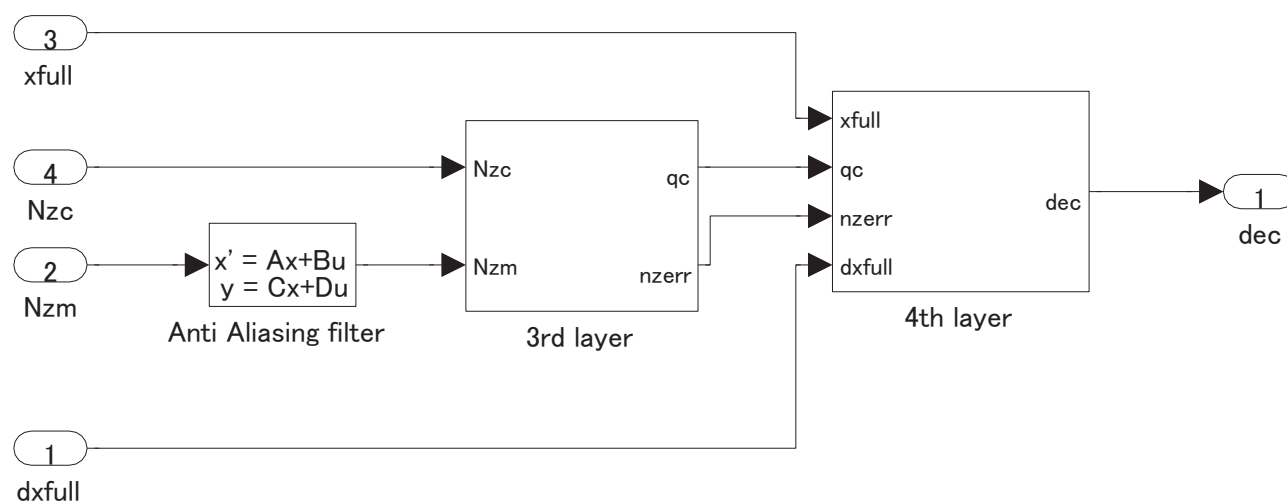 3
xfull
4
Nzc
2
Nzm
x' = Ax+Bu
y = Cx+Du
Anti Aliasing filter
Nzc
Nzm
qc
nzerr
3rd layer
xfull
qc
nzerr
dxfull
dec
4th layer
1
dec
1
dxfull